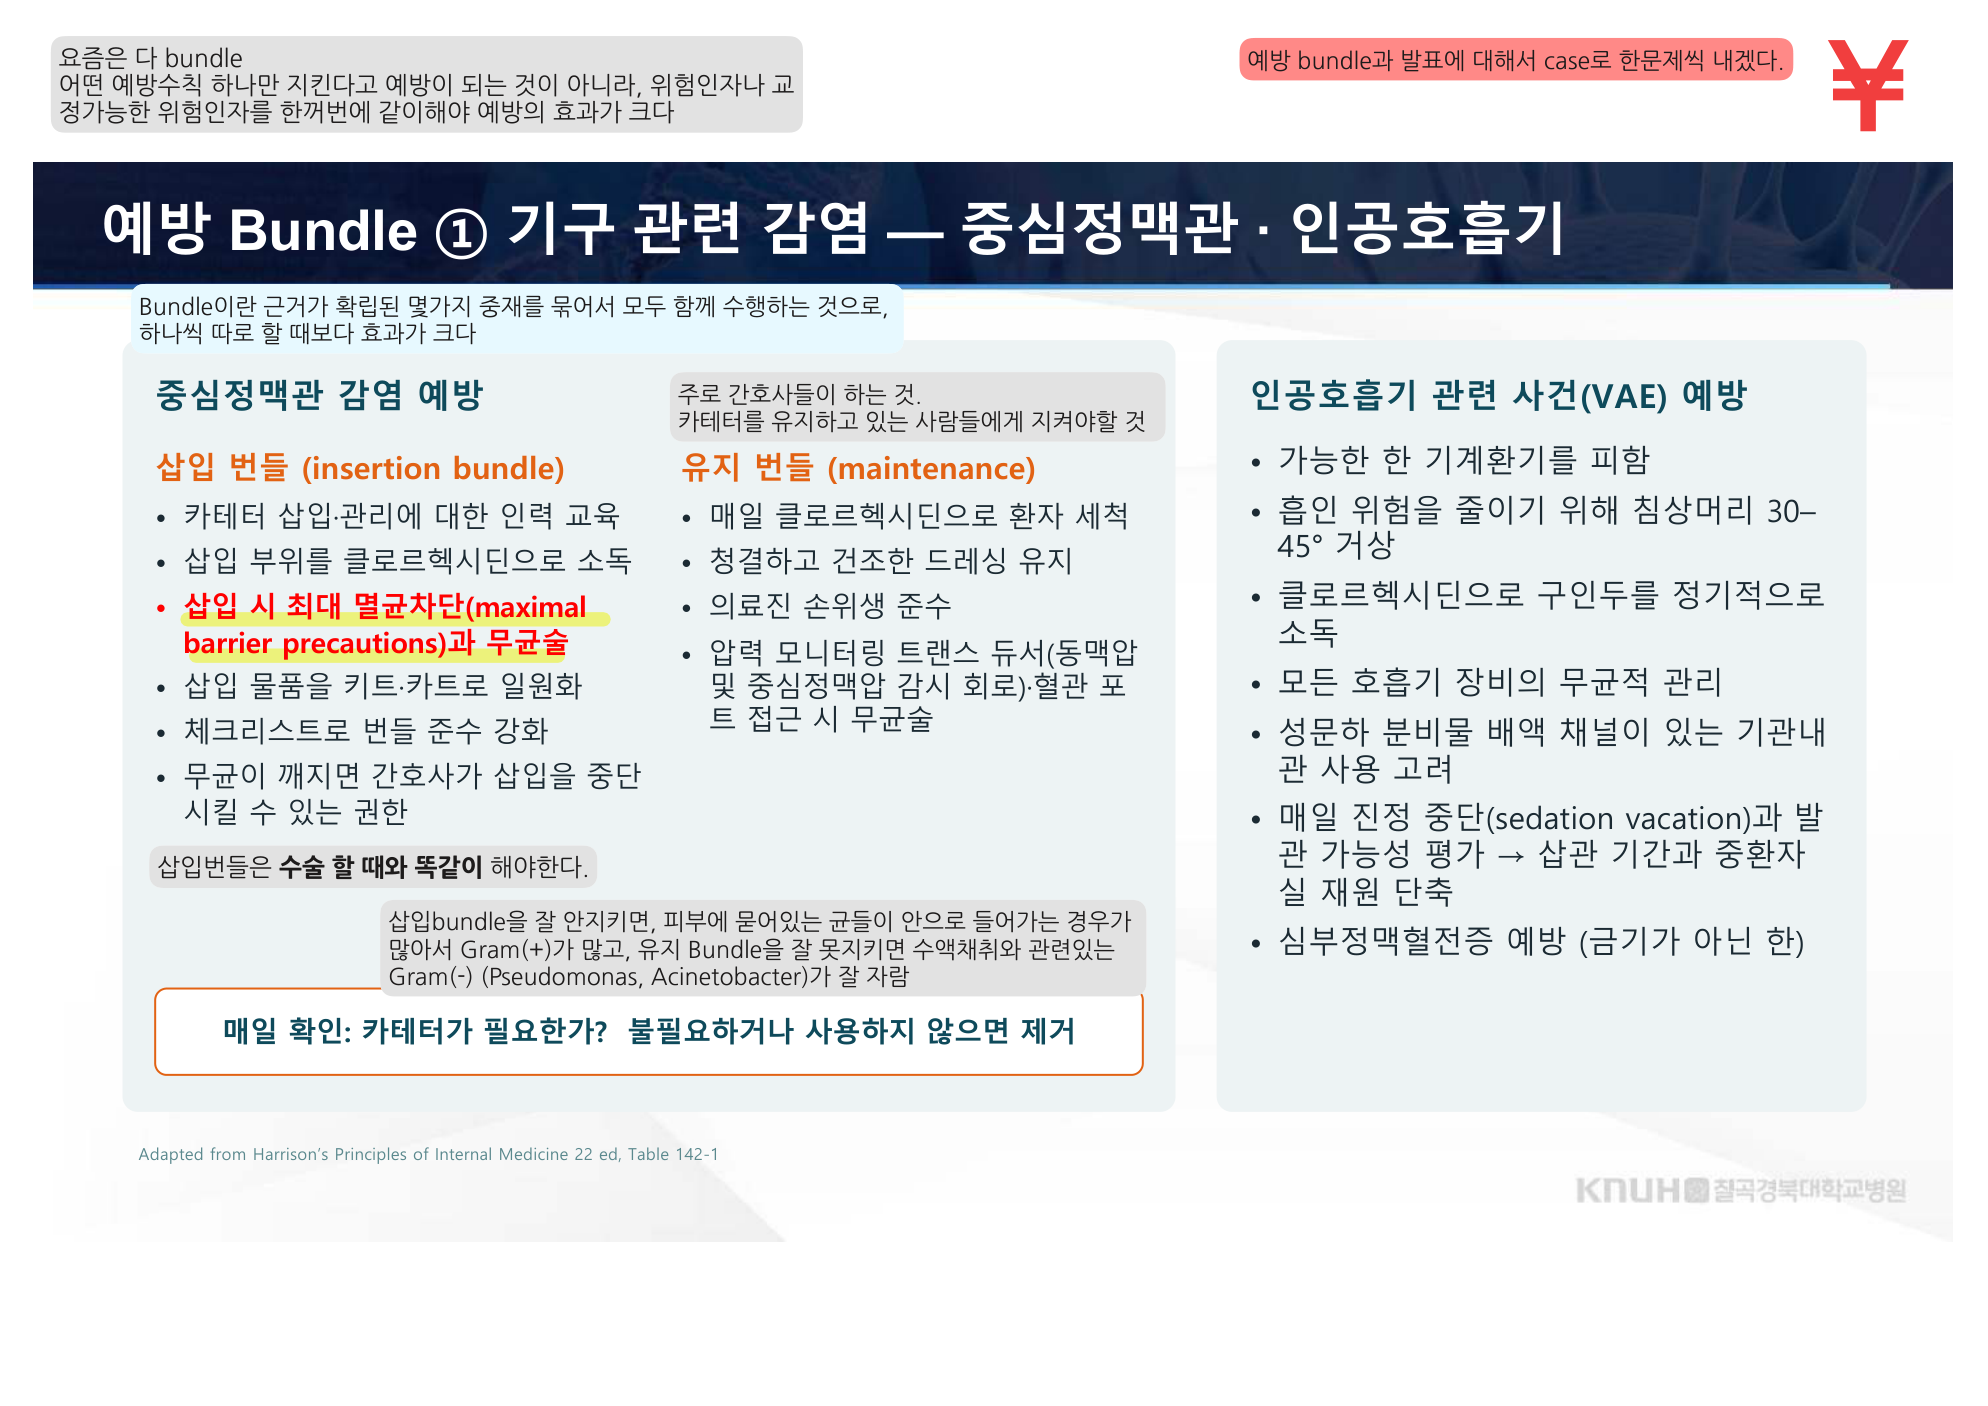 요즘은 다 bundle
어떤 예방수칙 하나만 지킨다고 예방이 되는 것이 아니라, 위험인자나 교
정가능한 위험인자를 한꺼번에 같이해야 예방의 효과가 크다
예방 bundle과 발표에 대해서 case로 한문제씩 내겠다.
¥
예방 Bundle ① 기구 관련 감염 — 중심정맥관 · 인공호흡기
Bundle이란 근거가 확립된 몇가지 중재를 묶어서 모두 함께 수행하는 것으로,
하나씩 따로 할 때보다 효과가 크다
중심정맥관 감염 예방
삽입 번들 (insertion bundle)
• 카테터 삽입·관리에 대한 인력 교육
• 삽입 부위를 클로르헥시딘으로 소독
• 삽입 시 최대 멸균차단(maximal
barrier precautions)과 무균술
• 삽입 물품을 키트·카트로 일원화
• 체크리스트로 번들 준수 강화
• 무균이 깨지면 간호사가 삽입을 중단
시킬 수 있는 권한
삽입번들은 수술 할 때와 똑같이 해야한다.
주로 간호사들이 하는 것.
카테터를 유지하고 있는 사람들에게 지켜야할 것
유지 번들 (maintenance)
• 매일 클로르헥시딘으로 환자 세척
• 청결하고 건조한 드레싱 유지
• 의료진 손위생 준수
• 압력 모니터링 트랜스 듀서(동맥압
및 중심정맥압 감시 회로)·혈관 포
트 접근 시 무균술
삽입bundle을 잘 안지키면, 피부에 묻어있는 균들이 안으로 들어가는 경우가
많아서 Gram(+)가 많고, 유지 Bundle을 잘 못지키면 수액채취와 관련있는
Gram(-) (Pseudomonas, Acinetobacter)가 잘 자람
매일 확인: 카테터가 필요한가? 불필요하거나 사용하지 않으면 제거
인공호흡기 관련 사건(VAE) 예방
• 가능한 한 기계환기를 피함
• 흡인 위험을 줄이기 위해 침상머리 30–
45° 거상
• 클로르헥시딘으로 구인두를 정기적으로
소독
• 모든 호흡기 장비의 무균적 관리
• 성문하 분비물 배액 채널이 있는 기관내
관 사용 고려
• 매일 진정 중단(sedation vacation)과 발
관 가능성 평가 → 삽관 기간과 중환자
실 재원 단축
• 심부정맥혈전증 예방 (금기가 아닌 한)
Adapted from Harrison's Principles of Internal Medicine 22 ed, Table 142-1
KNUH 칠곡경북대학교병원